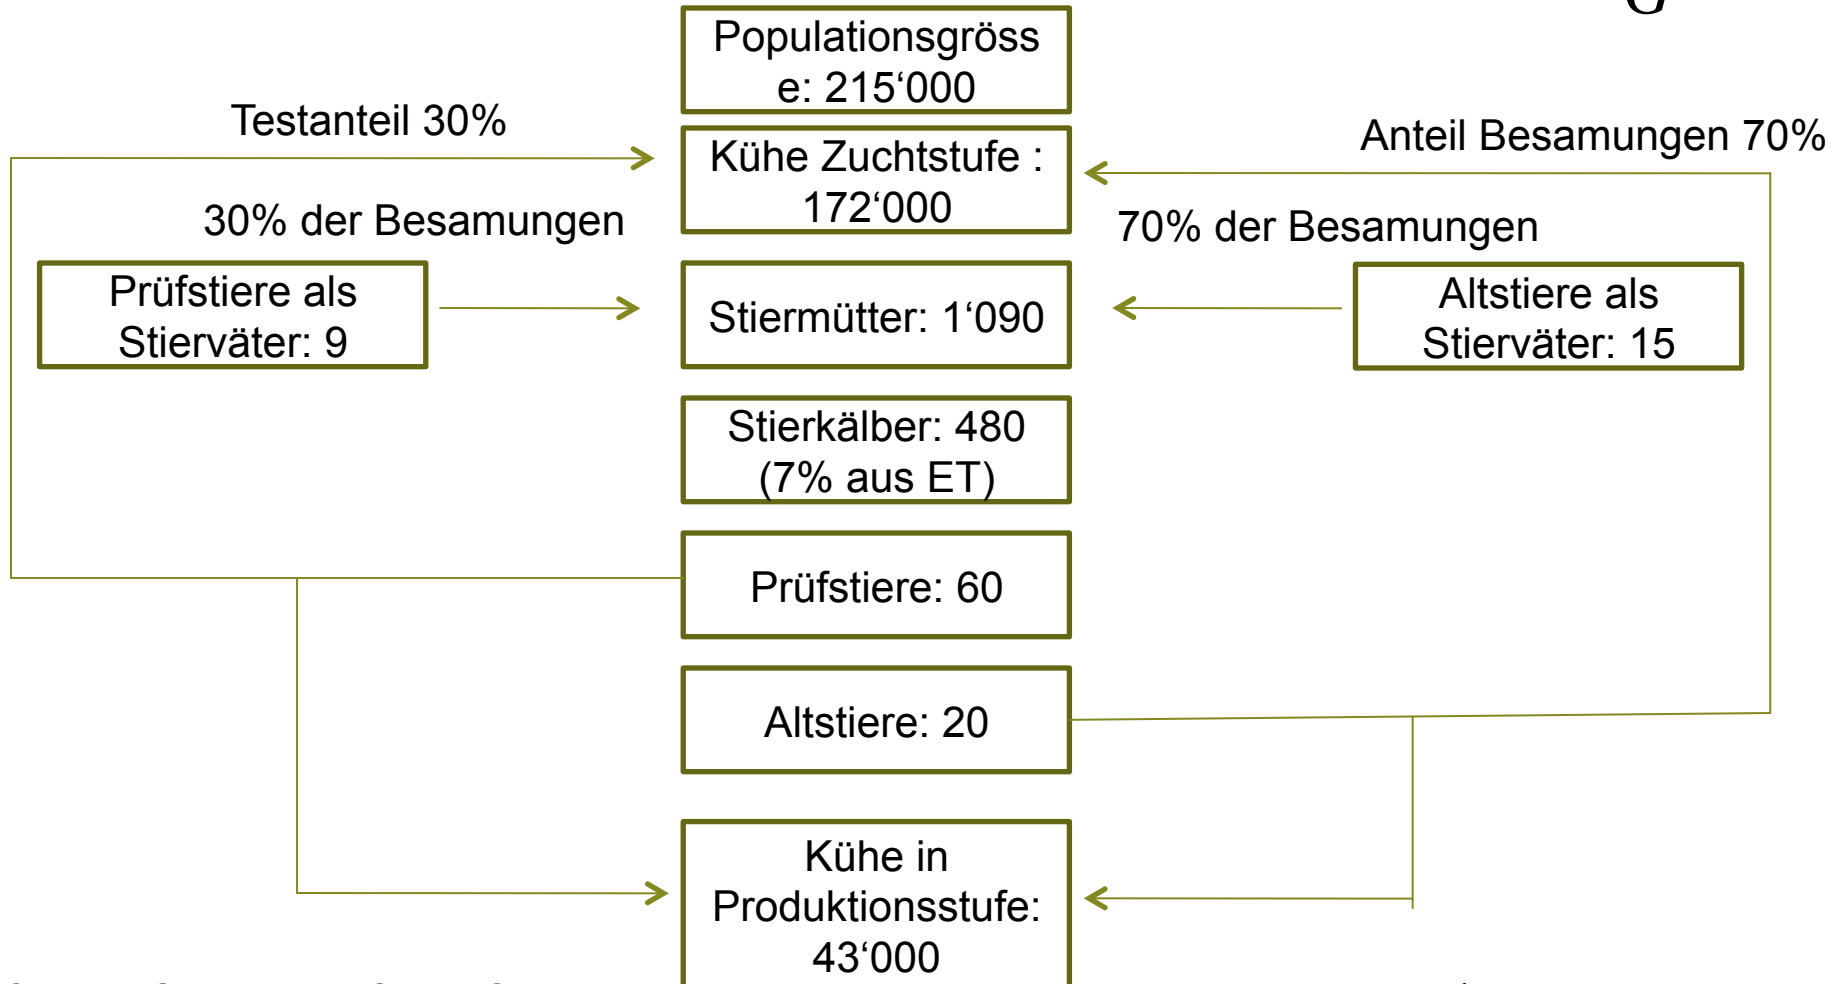 Populationsgröss
e: 215‘000
Testanteil 30%
Anteil Besamungen 70%
Kühe Zuchtstufe :
172‘000
30% der Besamungen
70% der Besamungen
Prüfstiere als
Stierväter: 9
Stiermütter: 1‘090
Altstiere als
Stierväter: 15
Stierkälber: 480
(7% aus ET)
Prüfstiere: 60
Altstiere: 20
Kühe in
Produktionsstufe:
43‘000